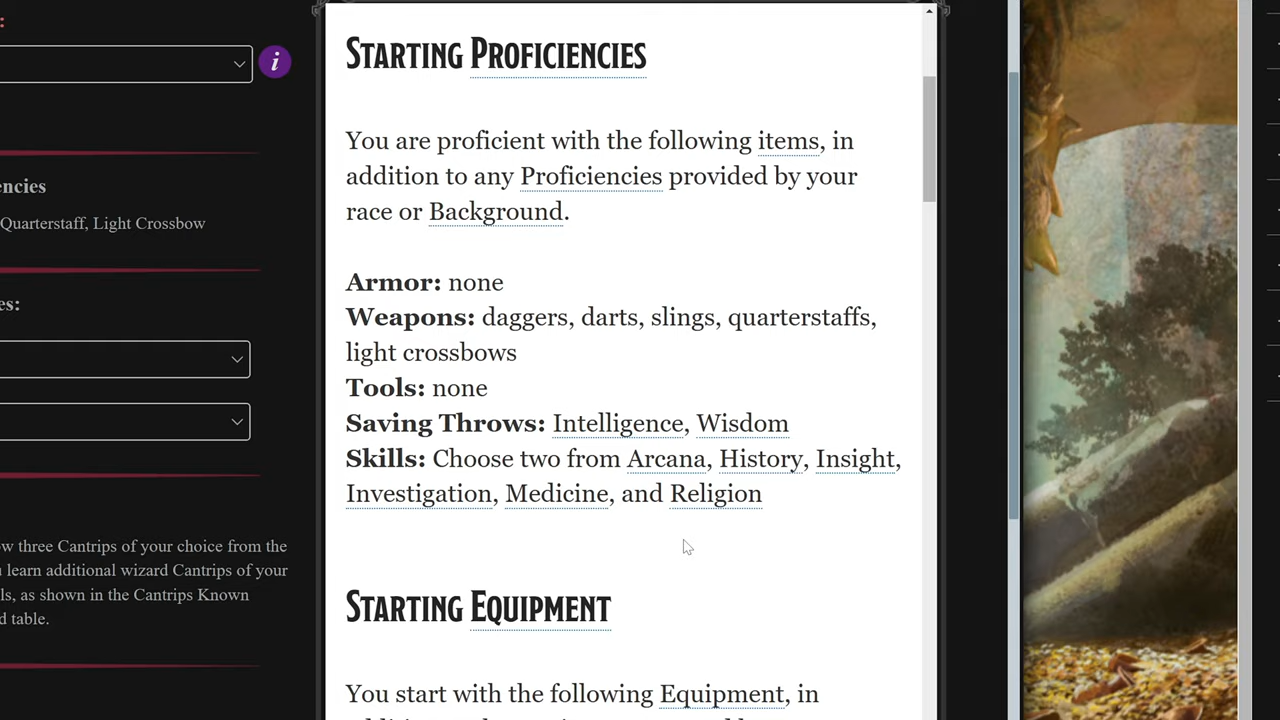 :
i
encies
Quarterstaff, Light Crossbow
es:
w three Cantrips of your choice from the
u learn additional wizard Cantrips of your
ls, as shown in the Cantrips Known
d table.
STARTING PROFICIENCIES
You are proficient with the following items, in
addition to any Proficiencies provided by your
race or Background.
Armor: none
Weapons: daggers, darts, slings, quarterstaffs,
light crossbows
Tools: none
Saving Throws: Intelligence, Wisdom
Skills: Choose two from Arcana, History, Insight,
Investigation, Medicine, and Religion
STARTING EQUIPMENT
You start with the following Equipment, in